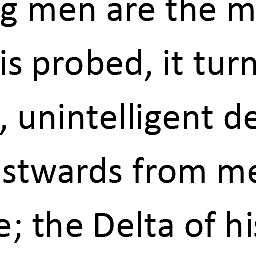 g men are the m
is probed, it turn
, unintelligent de
stwards from me
e; the Delta of his